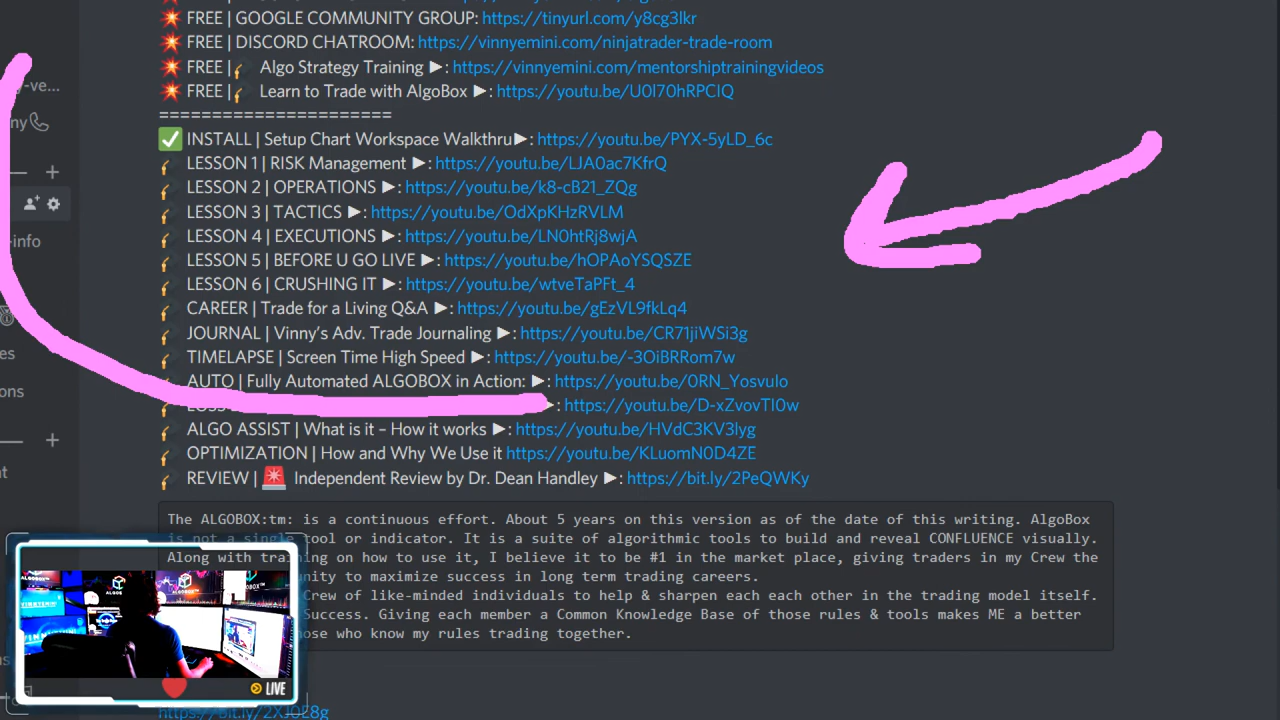 FREE | GOOGLE COMMUNITY GROUP: https://tinyurl.com/y8cg3lkr
FREE | DISCORD CHATROOM: https://vinnyemini.com/ninjatrader-trade-room
FREE | Algo Strategy Training ►: https://vinnyemini.com/mentorshiptrainingvideos
FREE | Learn to Trade with AlgoBox ►: https://youtu.be/U0I70hRPCIQ
======================
INSTALL | Setup Chart Workspace Walkthru►: https://youtu.be/PYX-5yLD_6c
LESSON 1 | RISK Management ►: https://youtu.be/LJA0ac7KfrQ
LESSON 2 | OPERATIONS ►: https://youtu.be/k8-cB21_ZQg
LESSON 3 | TACTICS ►: https://youtu.be/OdXpKHzRVLM
LESSON 4 | EXECUTIONS ►: https://youtu.be/LN0htRj8wjA
LESSON 5 | BEFORE U GO LIVE ►: https://youtu.be/hOPAoYSQSZE
LESSON 6 | CRUSHING IT ►: https://youtu.be/wtveTaPFt_4
CAREER | Trade for a Living Q&A ►: https://youtu.be/gEzVL9fkLq4
JOURNAL | Vinny's Adv. Trade Journaling ►: https://youtu.be/CR71jiWSi3g
TIMELAPSE | Screen Time High Speed ►: https://youtu.be/-3OiBRRom7w
AUTO | Fully Automated ALGOBOX in Action: ►: https://youtu.be/0RN_YosvuIo
►: https://youtu.be/D-xZvovTI0w
ALGO ASSIST | What is it – How it works ►: https://youtu.be/HVdC3KV3lyg
OPTIMIZATION | How and Why We Use it https://youtu.be/KLuomN0D4ZE
REVIEW | Independent Review by Dr. Dean Handley ►: https://bit.ly/2PeQWKy
The ALGOBOX:tm: is a continuous effort. About 5 years on this version as of the date of this writing. AlgoBox
is not a single tool or indicator. It is a suite of algorithmic tools to build and reveal CONFLUENCE visually.
Along with training on how to use it, I believe it to be #1 in the market place, giving traders in my Crew the
to maximize success in long term trading careers.
Crew of like-minded individuals to help & sharpen each each other in the trading model itself.
Success. Giving each member a Common Knowledge Base of those rules & tools makes ME a better
who know my rules trading together.
LIVE
-info